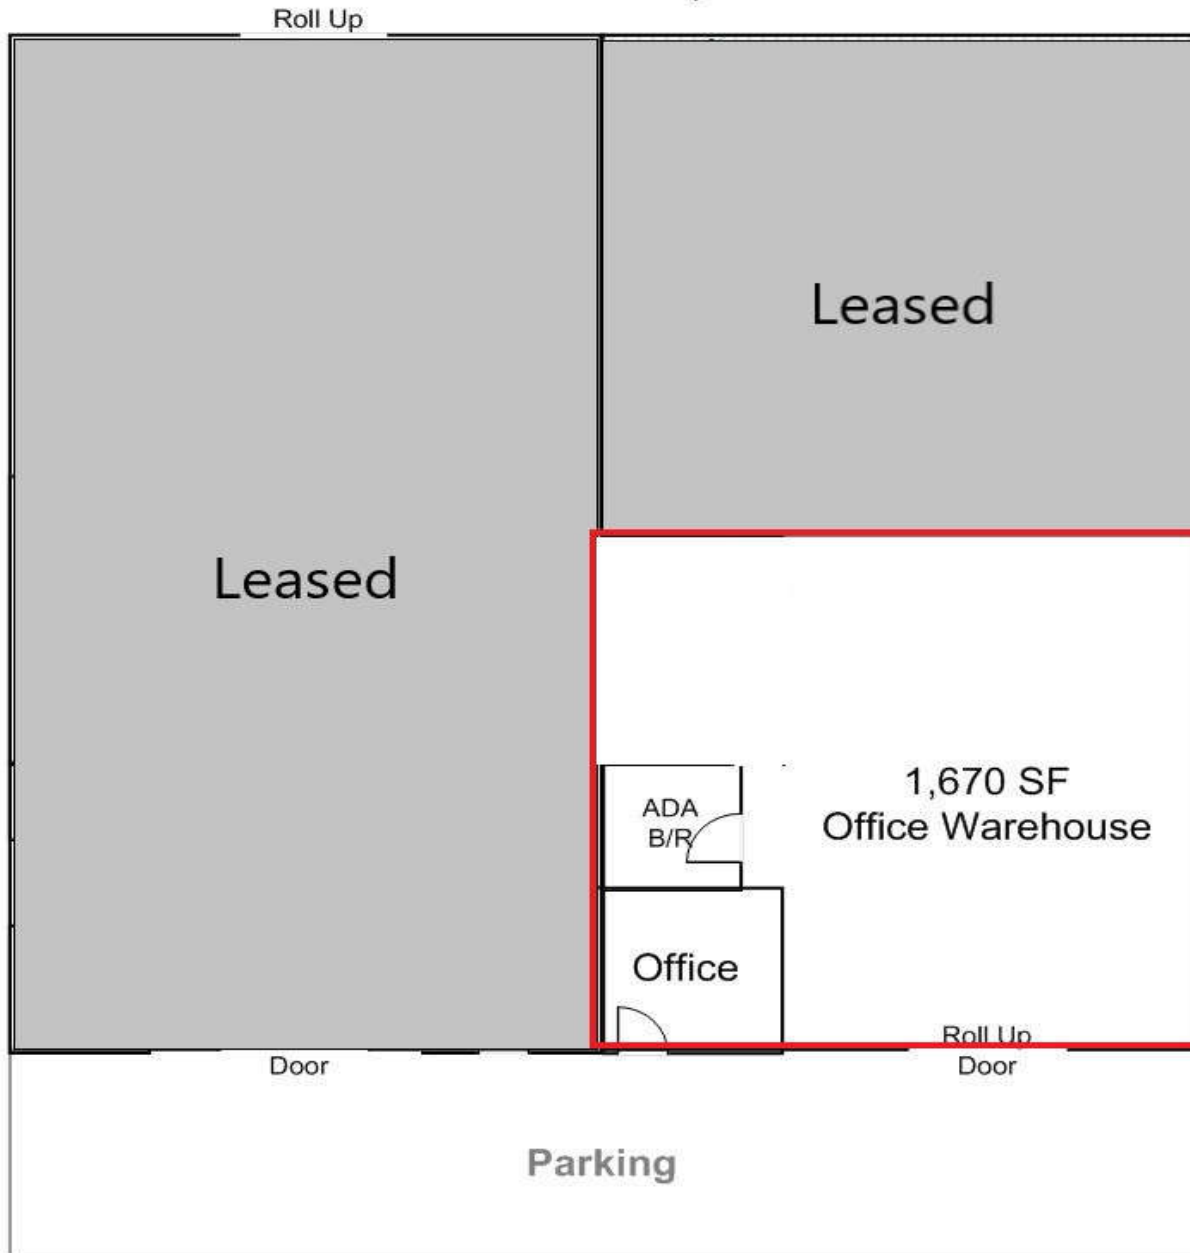 Roll Up
Leased
Leased
1,670 SF
Office Warehouse
ADA
B/R
Office
Roll Up
Door
Door
Parking